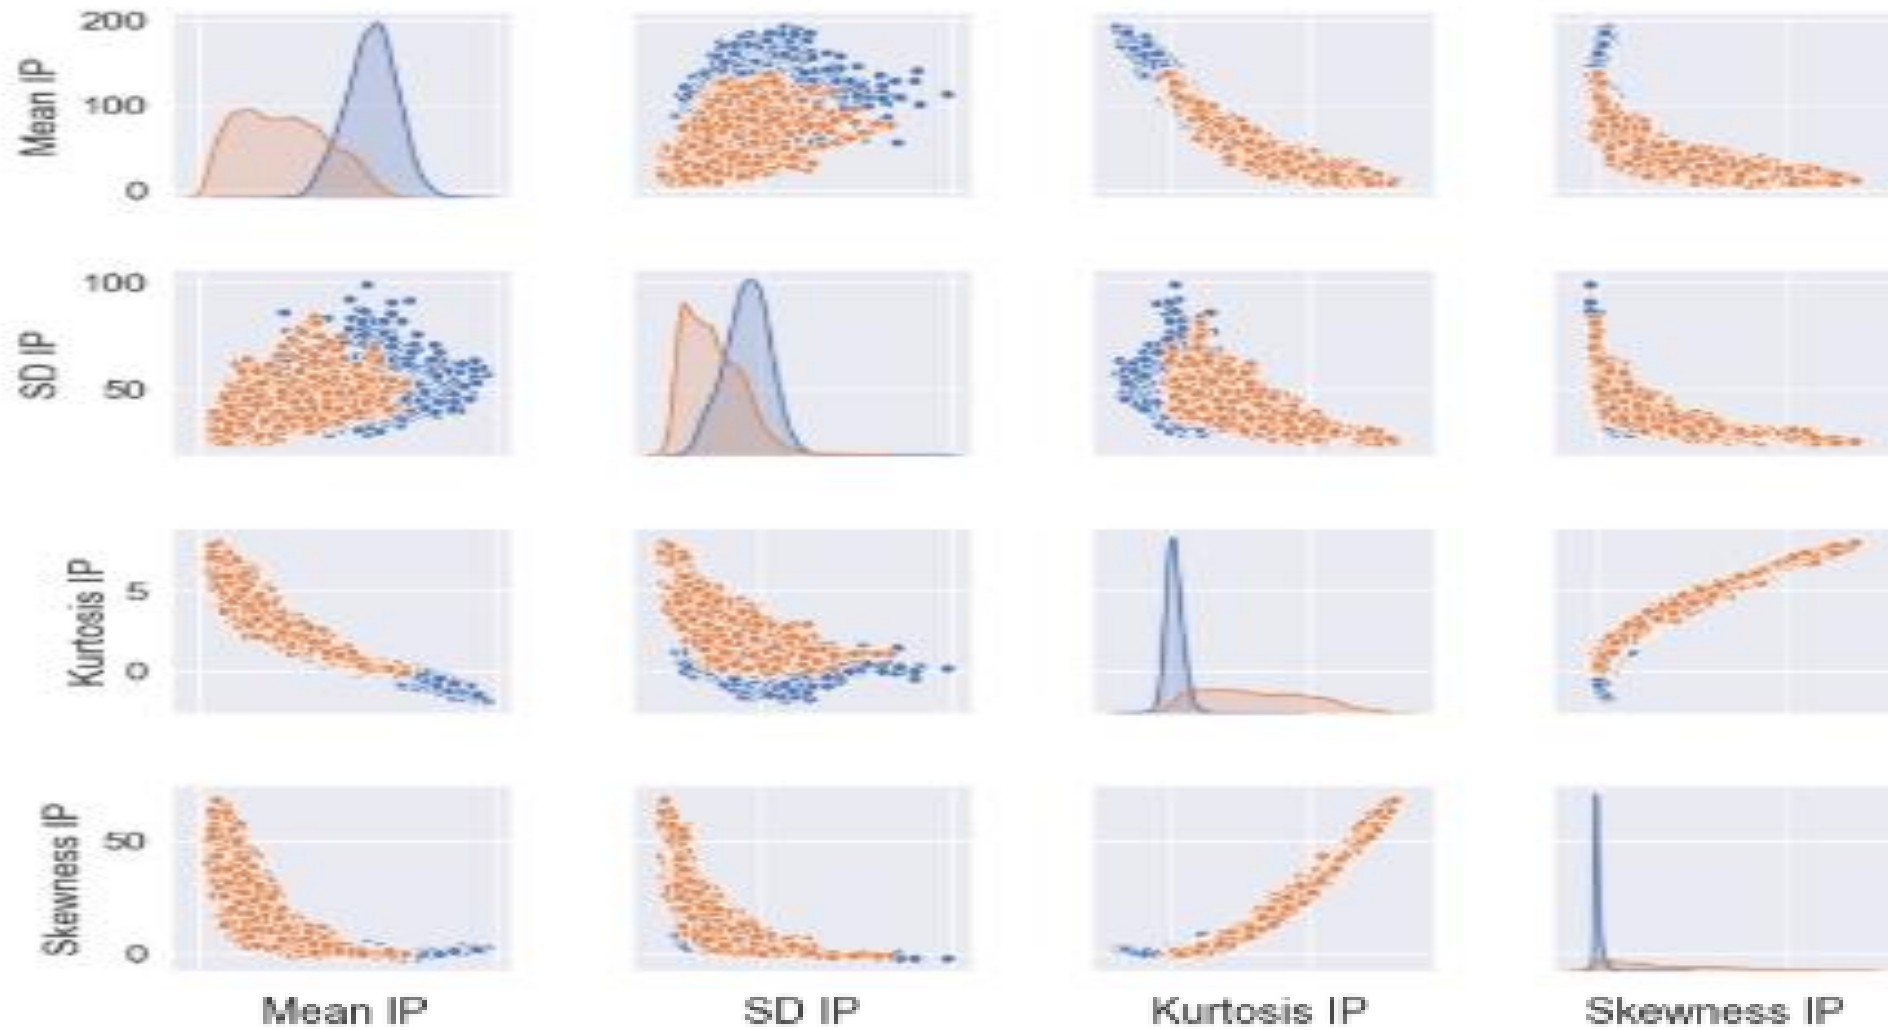 200
Mean IP
100
0
100
SD IP
50
Kurtosis IP
5
0
Skewness IP
50
0
Mean IP SD IP Kurtosis IP Skewness IP